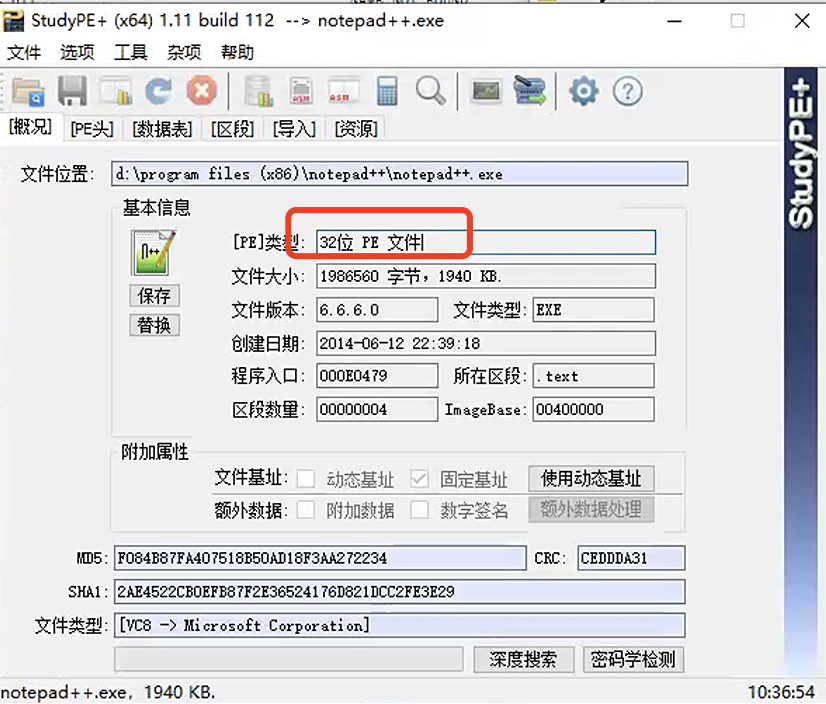 StudyPE+ (x64) 1.11 build 112 --> notepad++.exe
文件 选项 工具 杂项 帮助
[概况] [PE头] [数据表] [区段] [导入] [资源]
StudyPE+
文件位置: d:\program files (x86)\notepad++\notepad++.exe
基本信息
[PE]类型: 32位 PE 文件
文件大小: 1986560 字节，1940 KB.
保存
文件版本: 6.6.6.0 文件类型: EXE
替换
创建日期: 2014-06-12 22:39:18
程序入口: 000E0479 所在区段: .text
区段数量: 00000004 ImageBase: 00400000
附加属性
文件基址: 动态基址 固定基址 使用动态基址
额外数据: 附加数据 数字签名 额外数据处理
MD5: F084B87FA407518B50AD18F3AA272234 CRC: CEDDDA31
SHA1: 2AE4522CB0EFB87F2E36524176D821DCC2FE3E29
文件类型: [VC8 -> Microsoft Corporation]
深度搜索 密码学检测
notepad++.exe, 1940 KB. 10:36:54